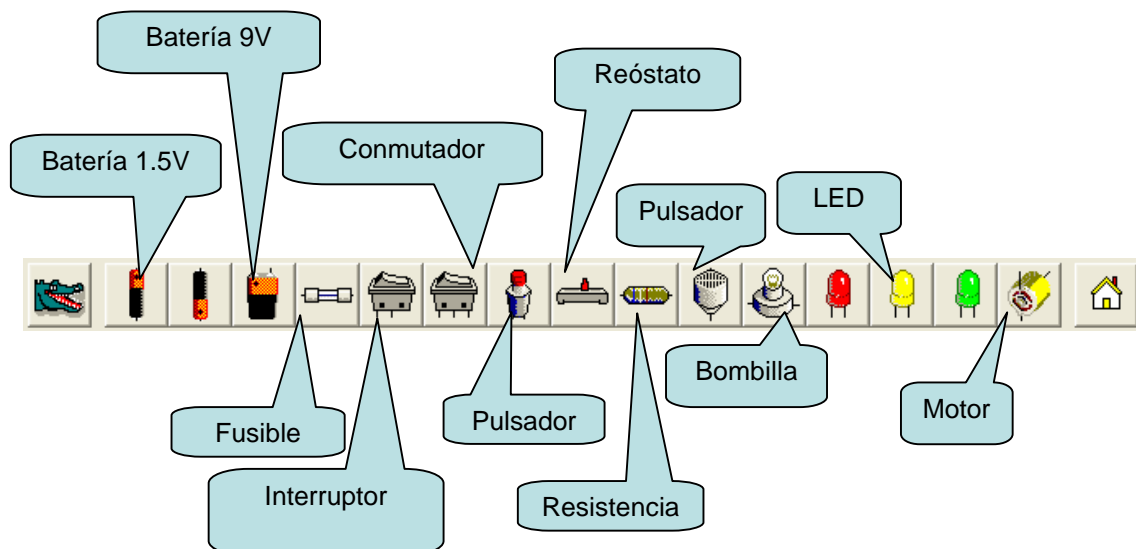 Batería 9V
Reóstato
Conmutador
Batería 1.5V
Pulsador
LED
Bombilla
Motor
Pulsador
Fusible
Interruptor
Resistencia